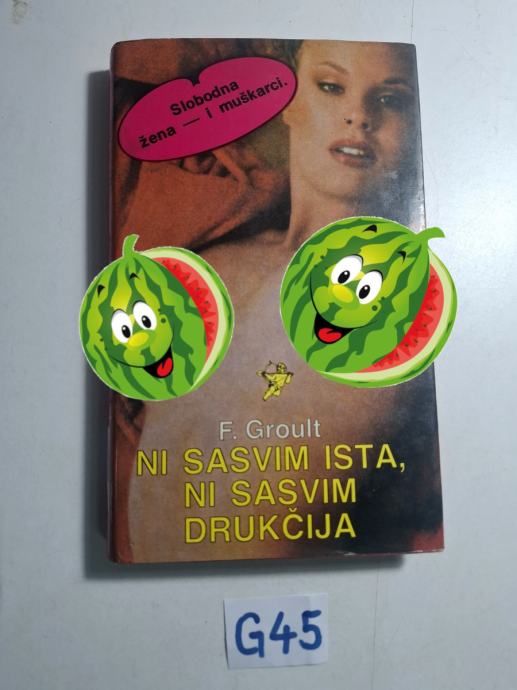 Slobodna
žena — i muškarci.
F. Groult
NI SASVIM ISTA,
NI SASVIM
DRUKČIJA
G45